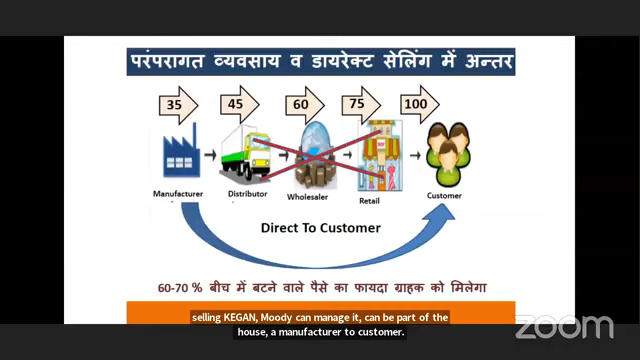 परंपरागत व्यवसाय व डायरेक्ट सेलिंग में अन्तर
35 45 60 75 100
Manufacturer Distributor Wholesaler Retail Customer
Direct To Customer
60-70 % बीच में बटने वाले पैसे का फायदा ग्राहक को मिलेगा
selling KEGAN, Moody can manage it, can be part of the
house, a manufacturer to customer.
zoom